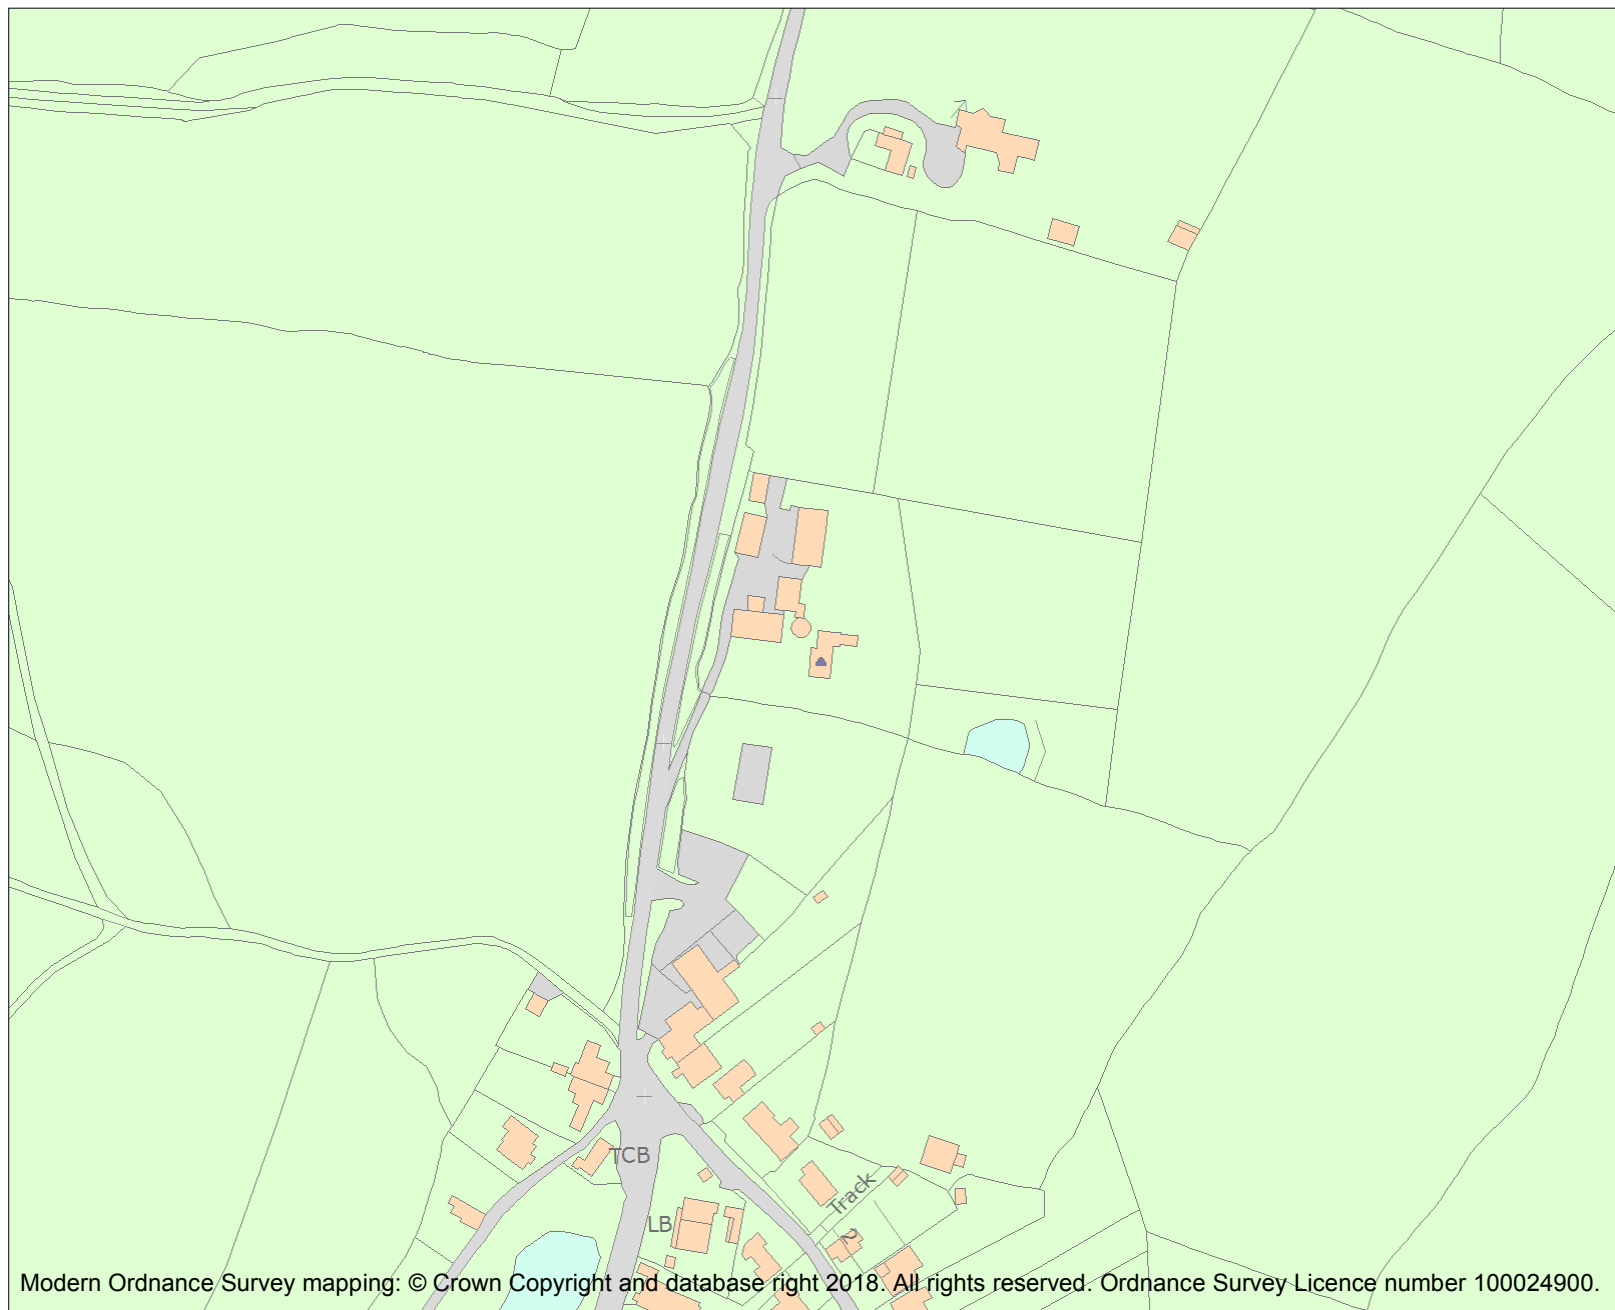 TCB
Track
LB
2
Modern Ordnance Survey mapping: © Crown Copyright and database right 2018. All rights reserved. Ordnance Survey Licence number 100024900.